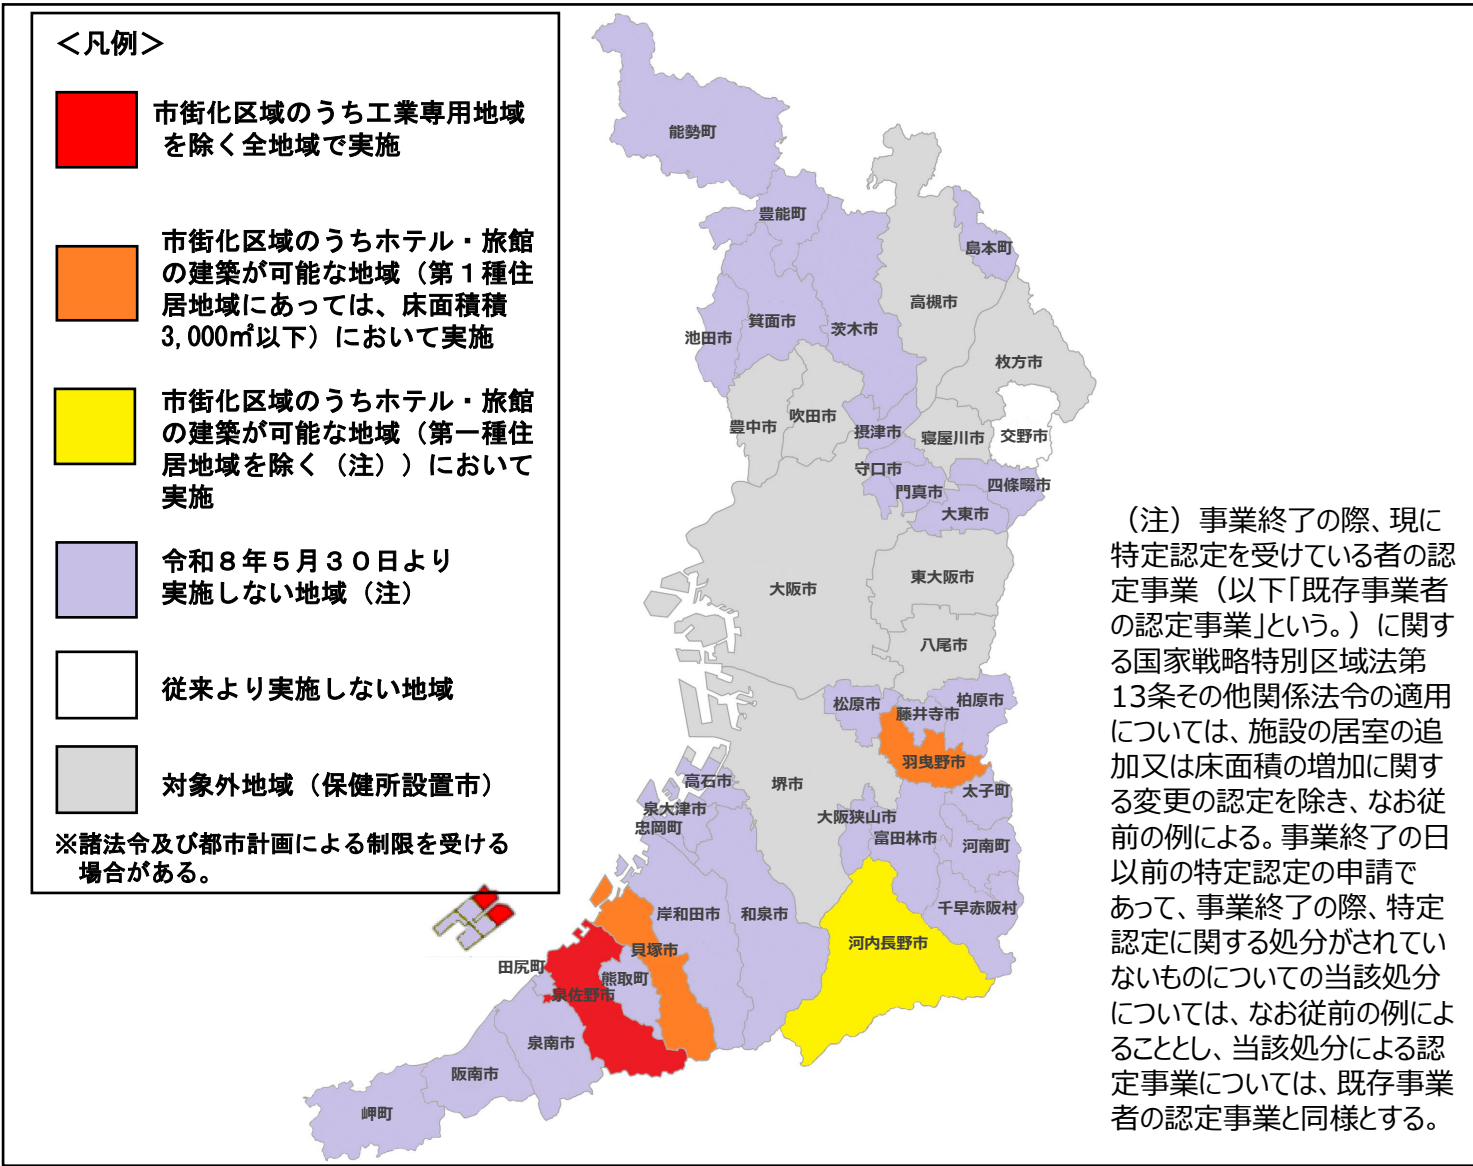 ＜凡例＞
市街化区域のうち工業専用地域
を除く全地域で実施
市街化区域のうちホテル・旅館
の建築が可能な地域（第１種住
居地域にあっては、床面積積
3,000㎡以下）において実施
市街化区域のうちホテル・旅館
の建築が可能な地域（第一種住
居地域を除く（注））において
実施
令和８年５月３０日より
実施しない地域（注）
従来より実施しない地域
対象外地域（保健所設置市）
※諸法令及び都市計画による制限を受ける
場合がある。
能勢町
豊能町
島本町
高槻市
箕面市
茨木市
池田市
枚方市
吹田市
豊中市
摂津市
寝屋川市
交野市
守口市
門真市
四條畷市
大東市
大阪市
東大阪市
八尾市
松原市
藤井寺市
柏原市
羽曳野市
高石市
堺市
太子町
泉大津市
忠岡町
大阪狭山市
富田林市
河南町
千早赤阪村
岸和田市
和泉市
河内長野市
貝塚市
田尻町
熊取町
泉佐野市
泉南市
阪南市
岬町
（注）事業終了の際、現に
特定認定を受けている者の認
定事業（以下「既存事業者
の認定事業」という。）に関す
る国家戦略特別区域法第
13条その他関係法令の適用
については、施設の居室の追
加又は床面積の増加に関す
る変更の認定を除き、なお従
前の例による。事業終了の日
以前の特定認定の申請で
あって、事業終了の際、特定
認定に関する処分がされてい
ないものについての当該処分
については、なお従前の例によ
ることとし、当該処分による認
定事業については、既存事業
者の認定事業と同様とする。